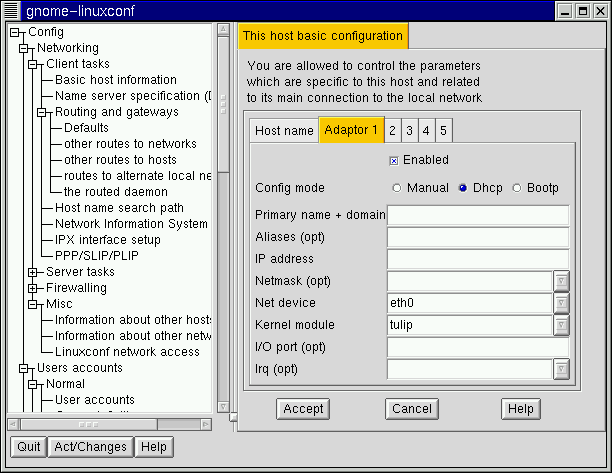 gnome-linuxconf
Config
Networking
Client tasks
Basic host information
Name server specification (D
Routing and gateways
Defaults
other routes to networks
other routes to hosts
routes to alternate local ne
the routed daemon
Host name search path
Network Information System
IPX interface setup
PPP/SLIP/PLIP
Server tasks
Firewalling
Misc
Information about other hosts
Information about other netw
Linuxconf network access
Users accounts
Normal
User accounts
This host basic configuration
You are allowed to control the parameters
which are specific to this host and related
to its main connection to the local network
Host name Adaptor 1 2 3 4 5
Enabled
Config mode Manual Dhcp Bootp
Primary name + domain
Aliases (opt)
IP address
Netmask (opt)
Net device eth0
Kernel module tulip
I/O port (opt)
Irq (opt)
Accept Cancel Help
Quit Act/Changes Help